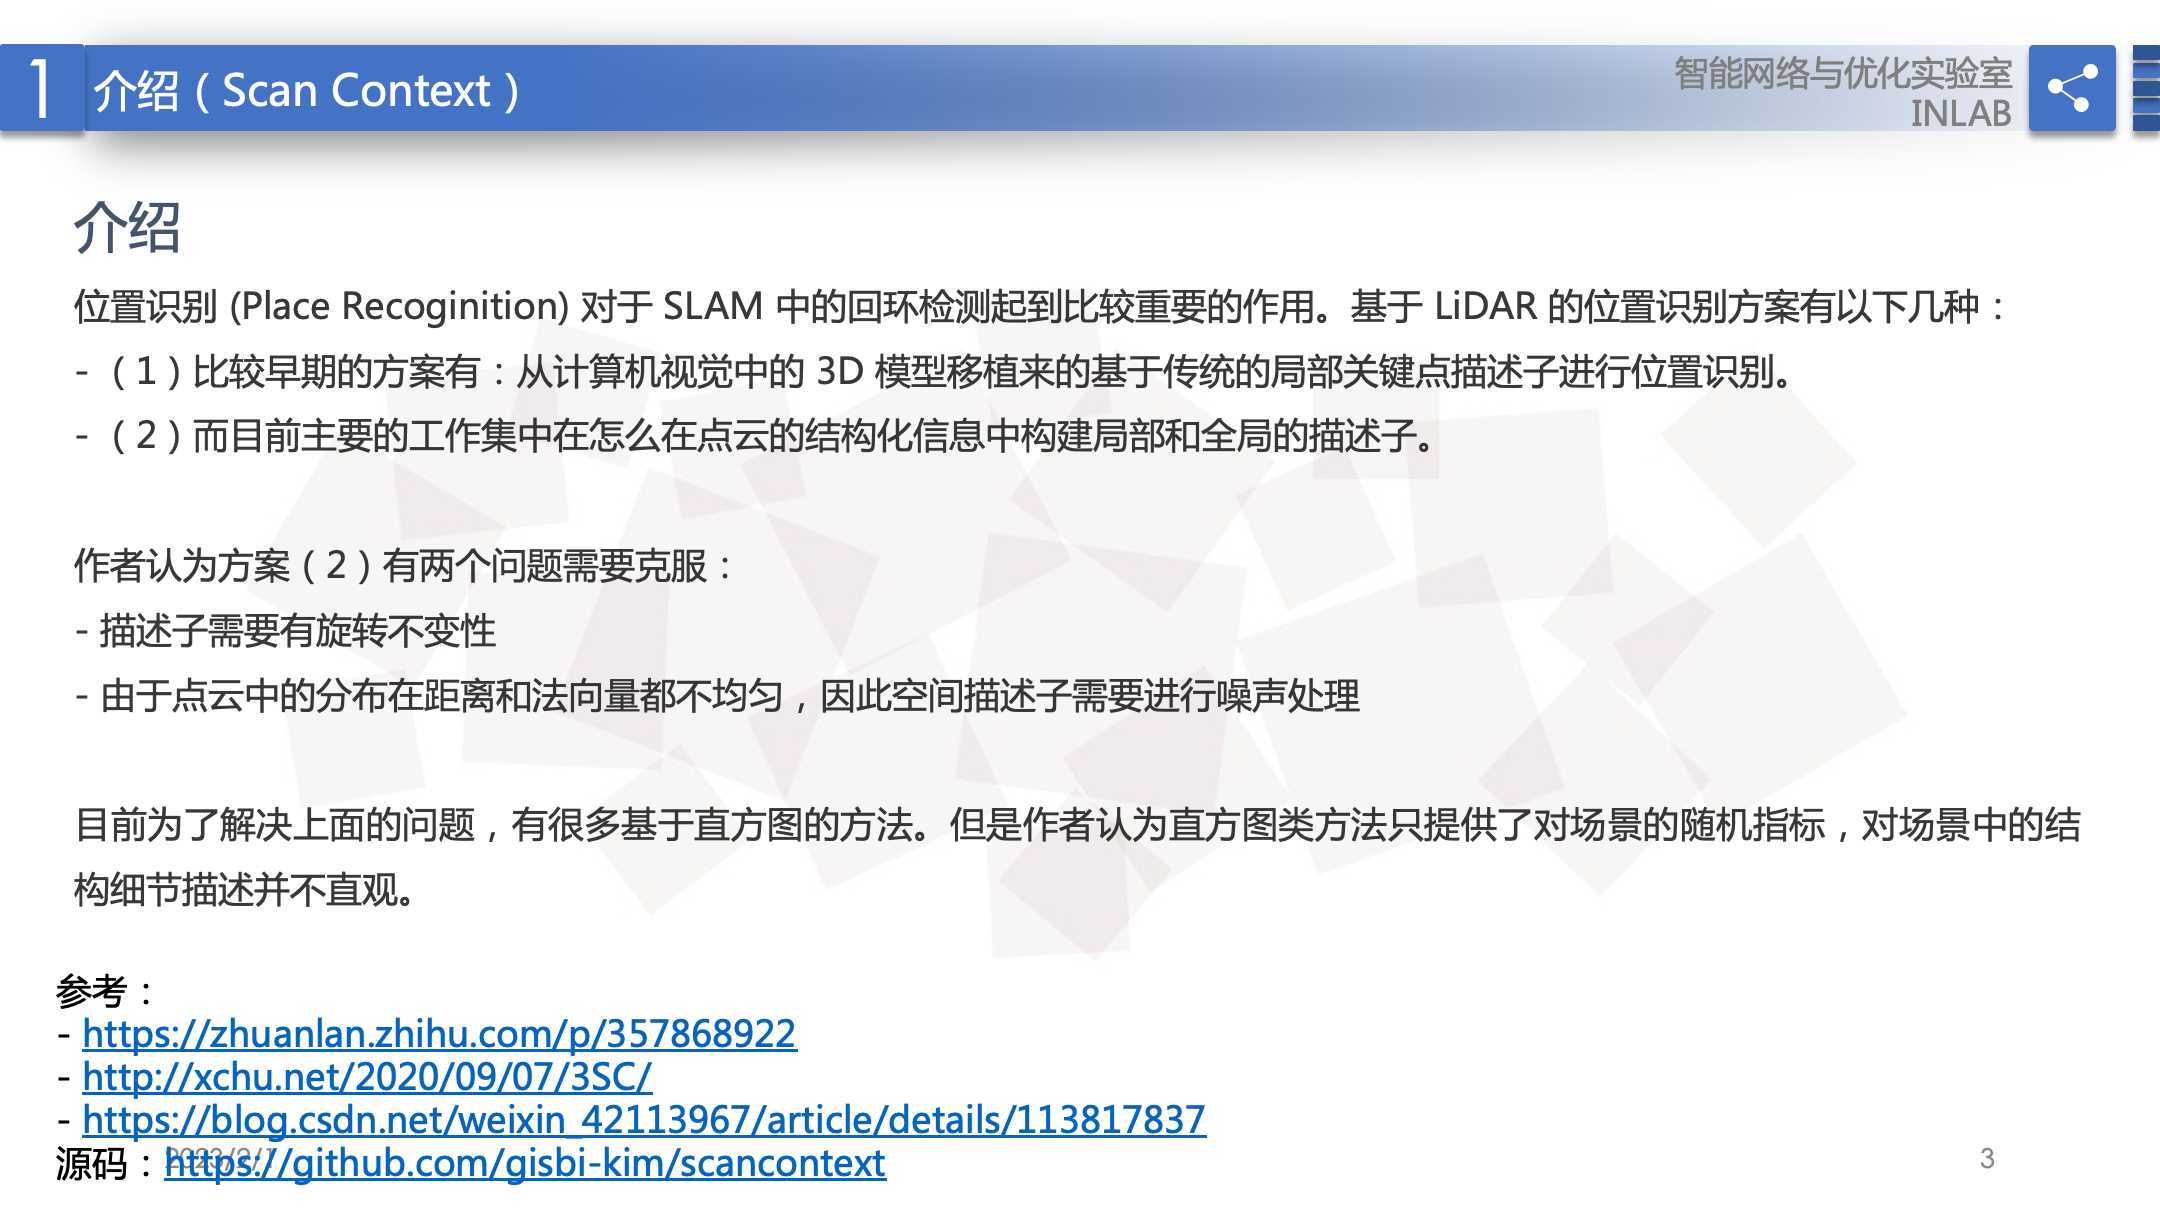 1
介绍（Scan Context）
智能网络与优化实验室
INLAB
介绍
位置识别 (Place Recoginition) 对于 SLAM 中的回环检测起到比较重要的作用。基于 LiDAR 的位置识别方案有以下几种：
- （1）比较早期的方案有：从计算机视觉中的 3D 模型移植来的基于传统的局部关键点描述子进行位置识别。
- （2）而目前主要的工作集中在怎么在点云的结构化信息中构建局部和全局的描述子。
作者认为方案（2）有两个问题需要克服：
- 描述子需要有旋转不变性
- 由于点云中的分布在距离和法向量都不均匀，因此空间描述子需要进行噪声处理
目前为了解决上面的问题，有很多基于直方图的方法。但是作者认为直方图类方法只提供了对场景的随机指标，对场景中的结
构细节描述并不直观。
参考：
- https://zhuanlan.zhihu.com/p/357868922
- http://xchu.net/2020/09/07/3SC/
- https://blog.csdn.net/weixin_42113967/article/details/113817837
源码：https://github.com/gisbi-kim/scancontext
2023/2/1
3